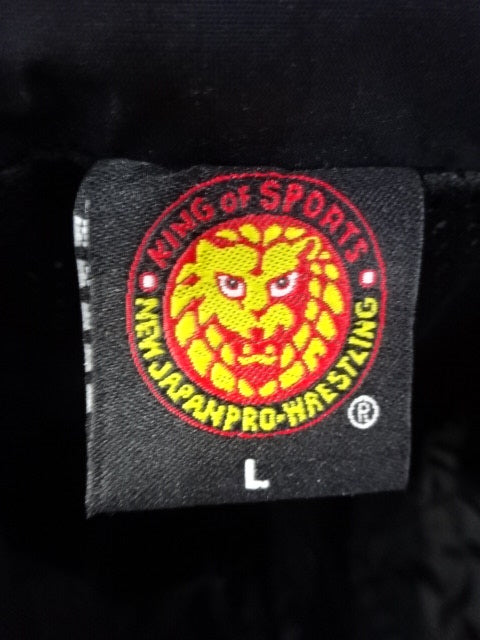 KING OF SPORTS
NEW JAPAN PRO-WRESTLING
®
L